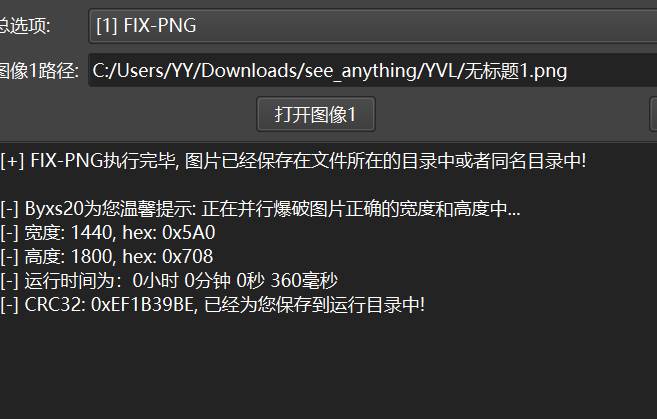 总选项: [1] FIX-PNG
图像1路径: C:/Users/YY/Downloads/see_anything/YVL/无标题1.png
打开图像1
[+] FIX-PNG执行完毕, 图片已经保存在文件所在的目录中或者同名目录中!
[-] Byxs20为您温馨提示: 正在并行爆破图片正确的宽度和高度中...
[-] 宽度: 1440, hex: 0x5A0
[-] 高度: 1800, hex: 0x708
[-] 运行时间为：0小时 0分钟 0秒 360毫秒
[-] CRC32: 0xEF1B39BE, 已经为您保存到运行目录中!